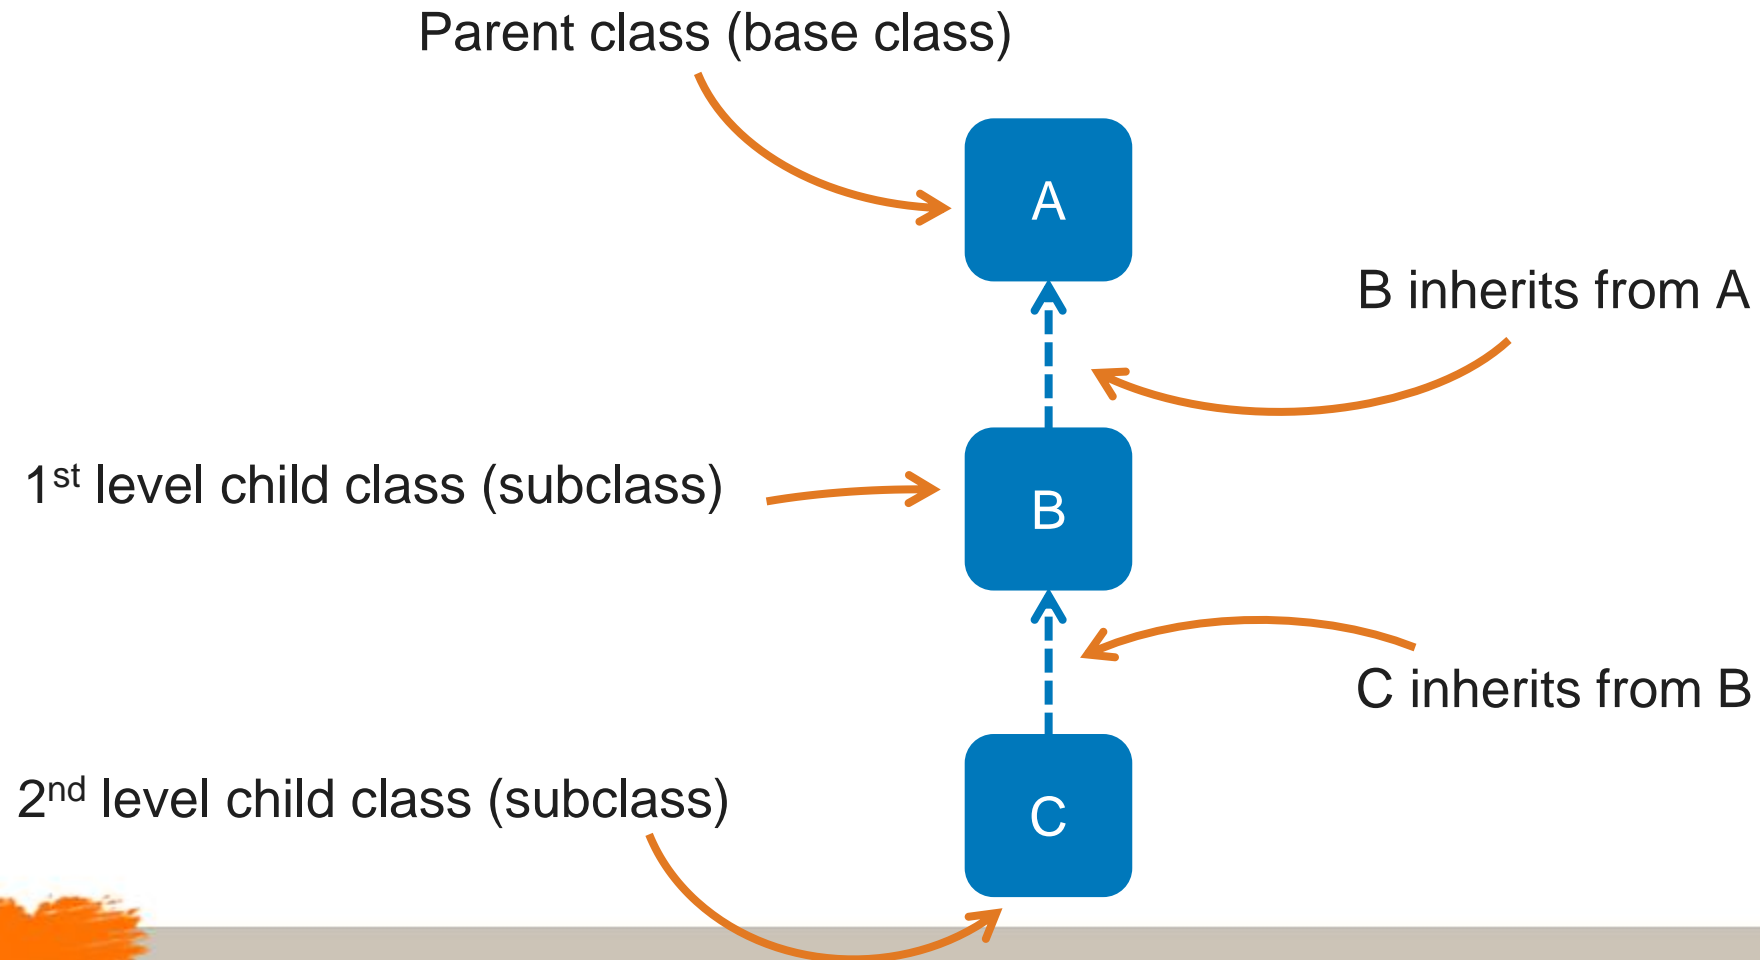 Parent class (base class)
A
B inherits from A
1st level child class (subclass)
B
C inherits from B
2nd level child class (subclass)
C